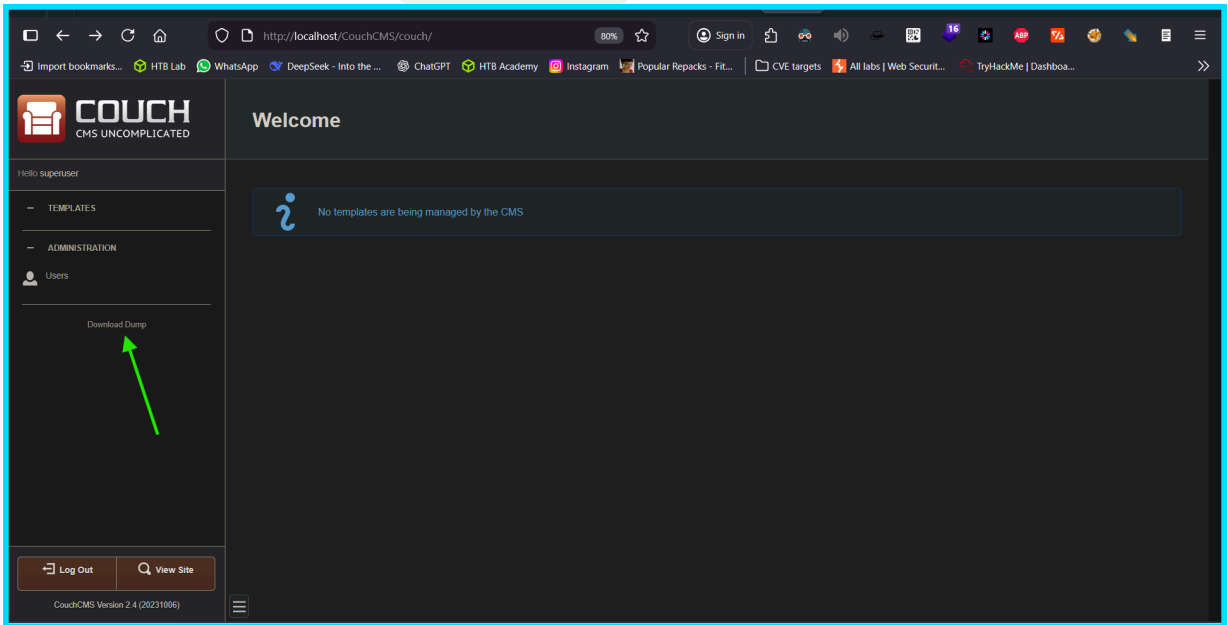 http://localhost/CouchCMS/couch/
80%
Sign in
16
ABP
Import bookmarks...
HTB Lab
WhatsApp
DeepSeek - Into the ...
ChatGPT
HTB Academy
Instagram
Popular Repacks - Fit...
CVE targets
All labs | Web Securit...
TryHackMe | Dashboa...
COUCH
CMS UNCOMPLICATED
Welcome
Hello superuser
TEMPLATES
No templates are being managed by the CMS
ADMINISTRATION
Users
Download Dump
Log Out
View Site
CouchCMS Version 2.4 (20231006)